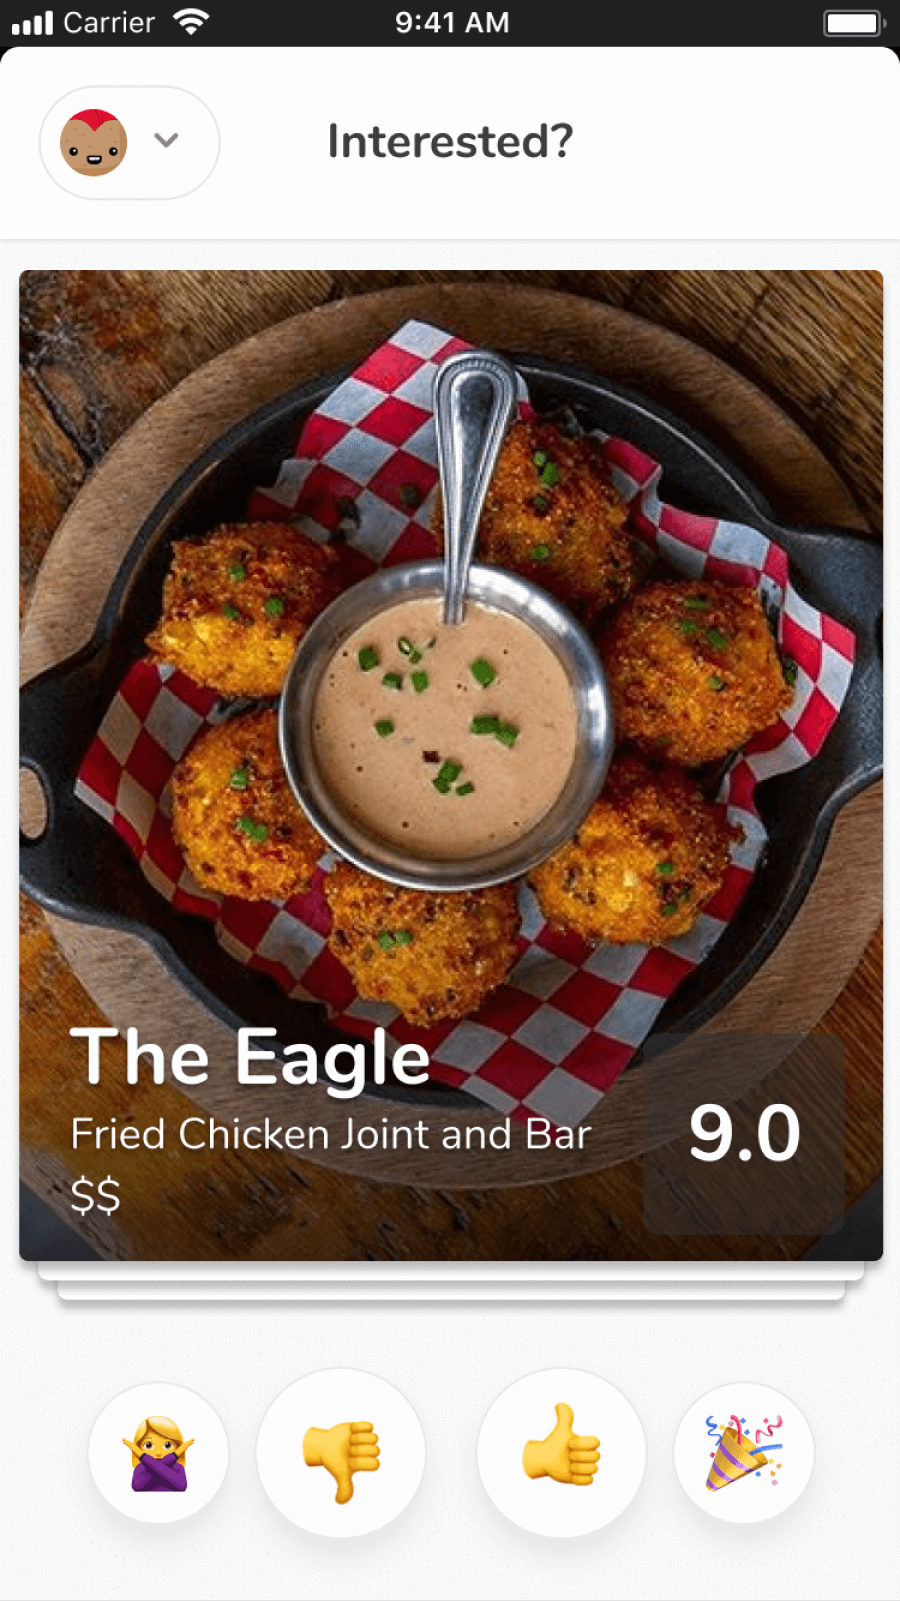 Carrier 9:41 AM
Interested?
The Eagle
Fried Chicken Joint and Bar
$$
9.0